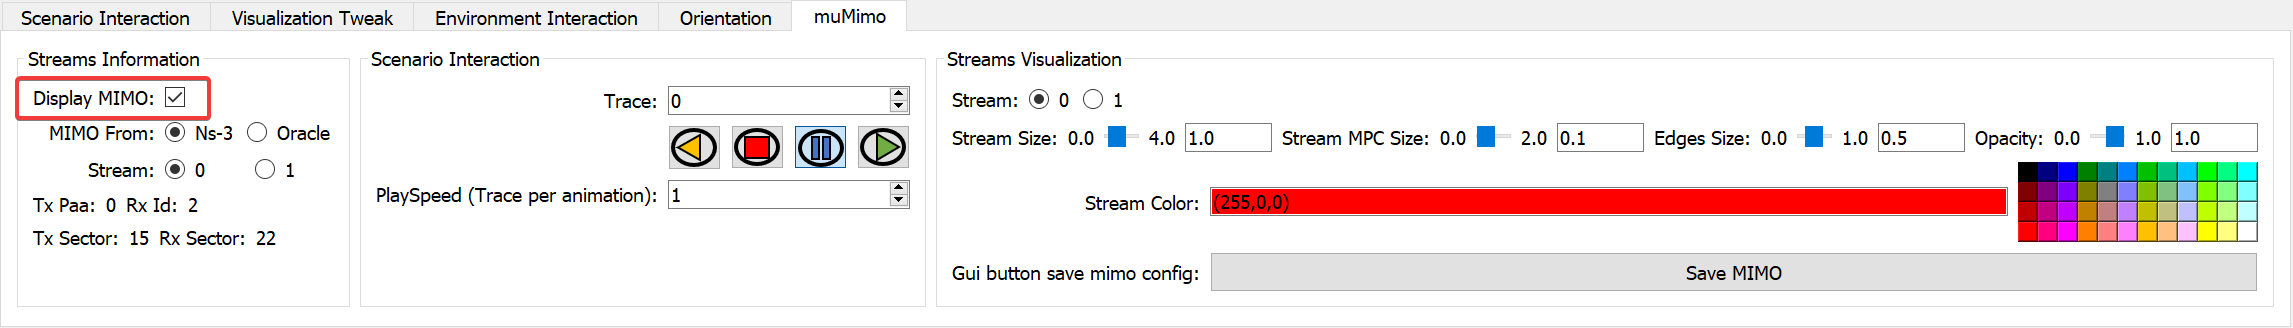 Scenario Interaction Visualization Tweak Environment Interaction Orientation muMimo
Streams Information
Display MIMO:
MIMO From: Ns-3 Oracle
Stream: 0 1
Tx Paa: 0 Rx Id: 2
Tx Sector: 15 Rx Sector: 22
Scenario Interaction
Trace: 0
PlaySpeed (Trace per animation): 1
Streams Visualization
Stream: 0 1
Stream Size: 0.0 4.0 1.0 Stream MPC Size: 0.0 2.0 0.1 Edges Size: 0.0 1.0 0.5 Opacity: 0.0 1.0 1.0
Stream Color: (255,0,0)
Gui button save mimo config: Save MIMO